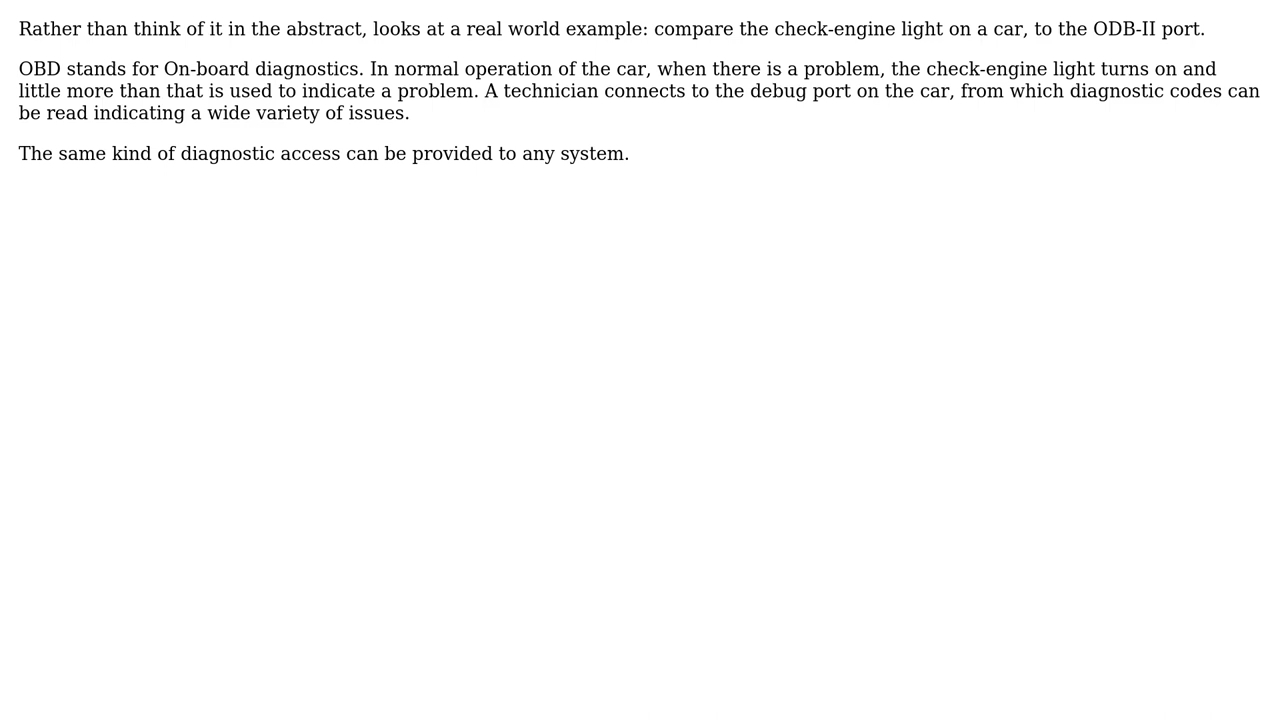 Rather than think of it in the abstract, looks at a real world example: compare the check-engine light on a car, to the ODB-II port.
OBD stands for On-board diagnostics. In normal operation of the car, when there is a problem, the check-engine light turns on and
little more than that is used to indicate a problem. A technician connects to the debug port on the car, from which diagnostic codes can
be read indicating a wide variety of issues.
The same kind of diagnostic access can be provided to any system.